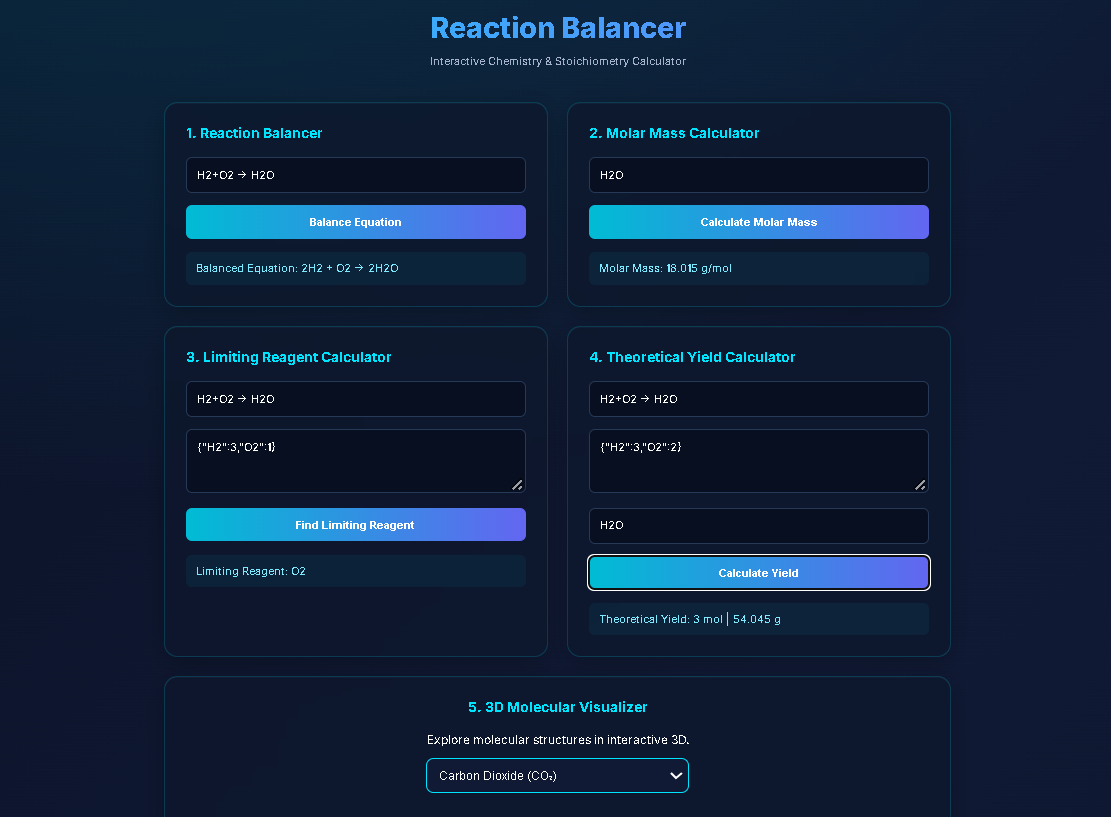 Reaction Balancer
Interactive Chemistry & Stoichiometry Calculator
1. Reaction Balancer
H2+O2 → H2O
Balance Equation
Balanced Equation: 2H2 + O2 → 2H2O
2. Molar Mass Calculator
H2O
Calculate Molar Mass
Molar Mass: 18.015 g/mol
3. Limiting Reagent Calculator
H2+O2 → H2O
{"H2":3,"O2":1}
Find Limiting Reagent
Limiting Reagent: O2
4. Theoretical Yield Calculator
H2+O2 → H2O
{"H2":3,"O2":2}
H2O
Calculate Yield
Theoretical Yield: 3 mol | 54.045 g
5. 3D Molecular Visualizer
Explore molecular structures in interactive 3D.
Carbon Dioxide (CO₂)